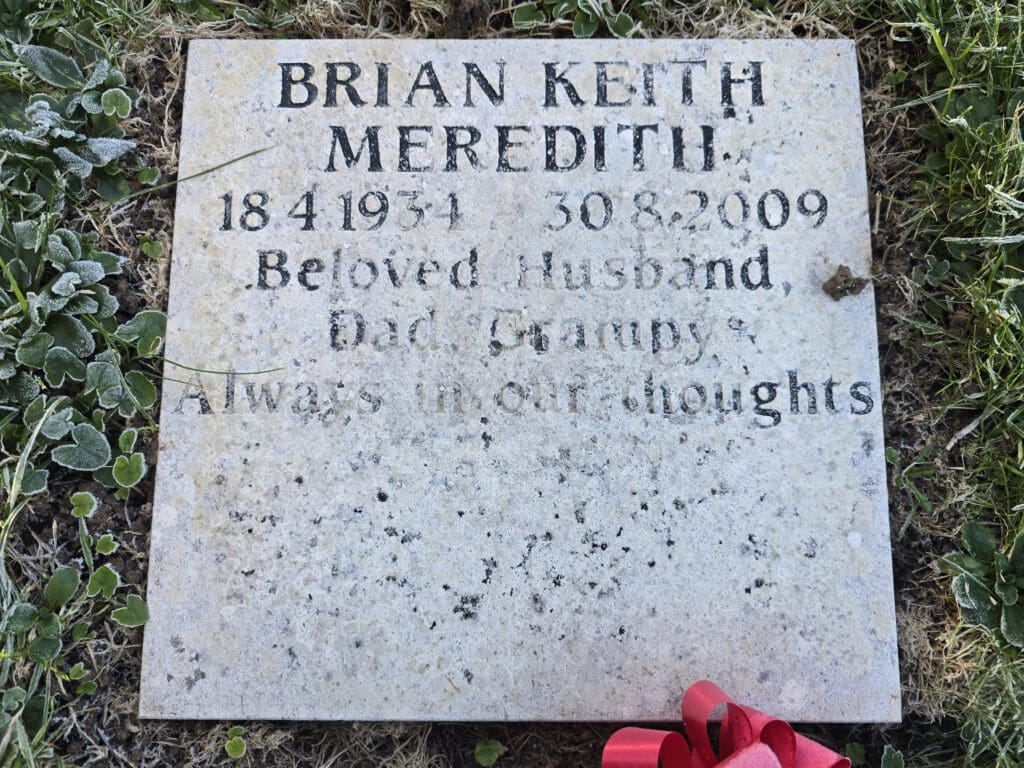 BRIAN KEITH
MEREDITH
18.4.1934 30.8.2009
Beloved Husband,
Dad, Grampy.
Always in our thoughts